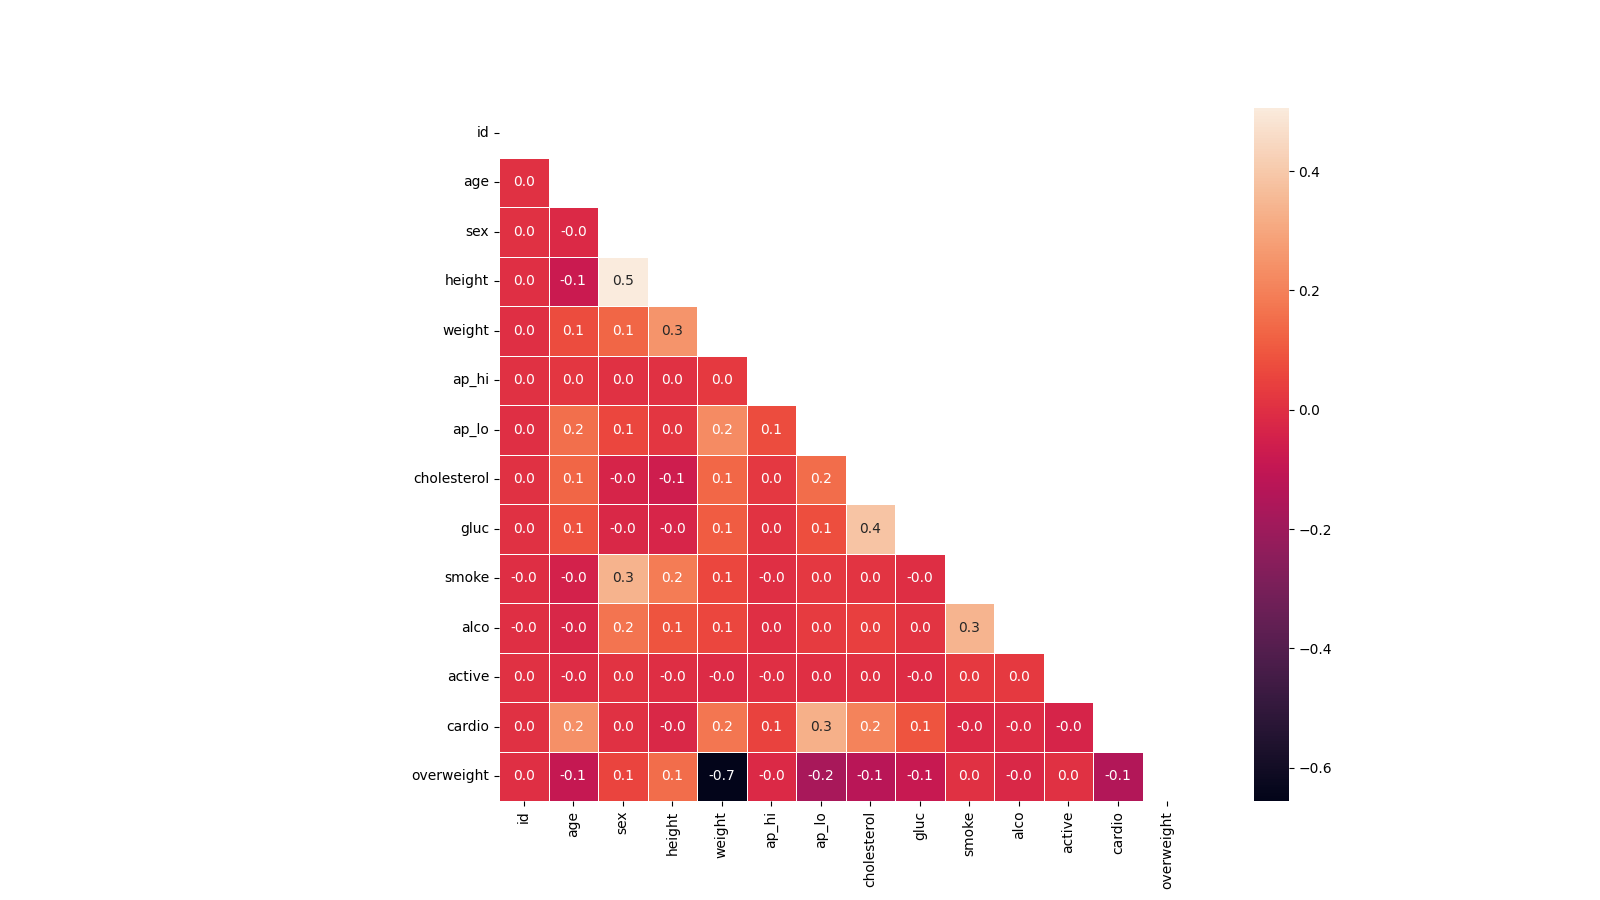 id
age 0.0
sex 0.0 -0.0
height 0.0 -0.1 0.5
weight 0.0 0.1 0.1 0.3
ap_hi 0.0 0.0 0.0 0.0 0.0
ap_lo 0.0 0.2 0.1 0.0 0.2 0.1
cholesterol 0.0 0.1 -0.0 -0.1 0.1 0.0 0.2
gluc 0.0 0.1 -0.0 -0.0 0.1 0.0 0.1 0.4
smoke -0.0 -0.0 0.3 0.2 0.1 -0.0 0.0 0.0 -0.0
alco -0.0 -0.0 0.2 0.1 0.1 0.0 0.0 0.0 0.0 0.3
active 0.0 -0.0 0.0 -0.0 -0.0 -0.0 0.0 0.0 -0.0 0.0 0.0
cardio 0.0 0.2 0.0 -0.0 0.2 0.1 0.3 0.2 0.1 -0.0 -0.0 -0.0
overweight 0.0 -0.1 0.1 0.1 -0.7 -0.0 -0.2 -0.1 -0.1 0.0 -0.0 0.0 -0.1
id age sex height weight ap_hi ap_lo cholesterol gluc smoke alco active cardio overweight
0.4
0.2
0.0
−0.2
−0.4
−0.6